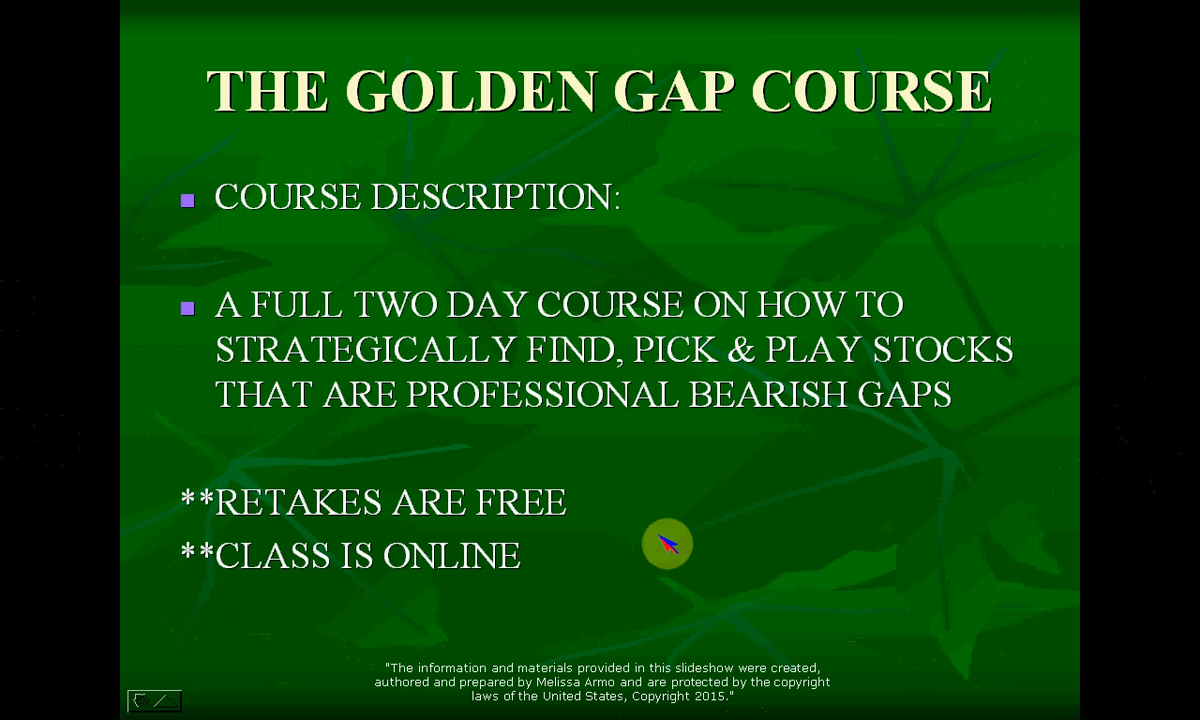 THE GOLDEN GAP COURSE
COURSE DESCRIPTION:
A FULL TWO DAY COURSE ON HOW TO
STRATEGICALLY FIND, PICK & PLAY STOCKS
THAT ARE PROFESSIONAL BEARISH GAPS
**RETAKES ARE FREE
**CLASS IS ONLINE
"The information and materials provided in this slideshow were created,
authored and prepared by Melissa Armo and are protected by the copyright
laws of the United States, Copyright 2015."